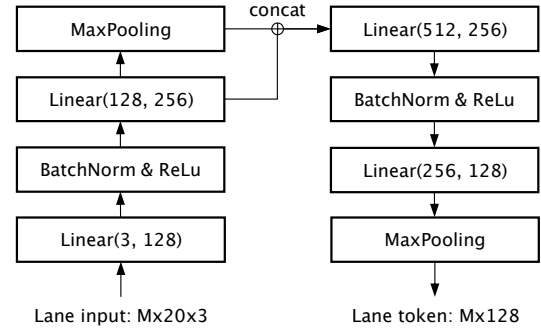 concat
MaxPooling
Linear(128, 256)
BatchNorm & ReLu
Linear(3, 128)
Lane input: Mx20x3
Linear(512, 256)
BatchNorm & ReLu
Linear(256, 128)
MaxPooling
Lane token: Mx128